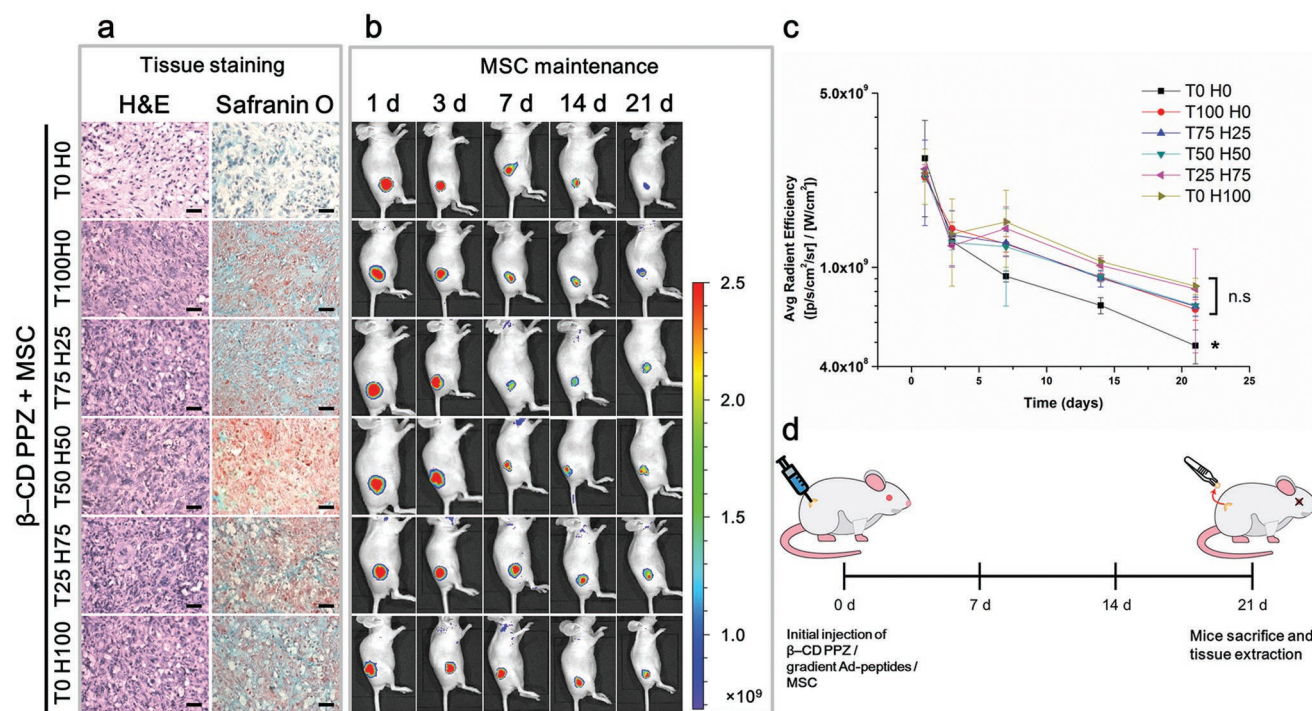 a
Tissue staining
H&E
Safranin O
b
MSC maintenance
1 d
3 d
7 d
14 d
21 d
β–CD PPZ + MSC
T0 H0
T100H0
T75 H25
T50 H50
T25 H75
T0 H100
2.5
2.0
1.5
1.0
×10⁹
c
Avg Radient Efficiency
([p/s/cm²/sr] / [W/cm²])
5.0x10⁹
1.0x10⁹
4.0x10⁸
T0 H0
T100 H0
T75 H25
T50 H50
T25 H75
T0 H100
n.s
*
0
5
10
15
20
25
Time (days)
d
0 d
7 d
14 d
21 d
Initial injection of
β–CD PPZ /
gradient Ad-peptides /
MSC
Mice sacrifice and
tissue extraction